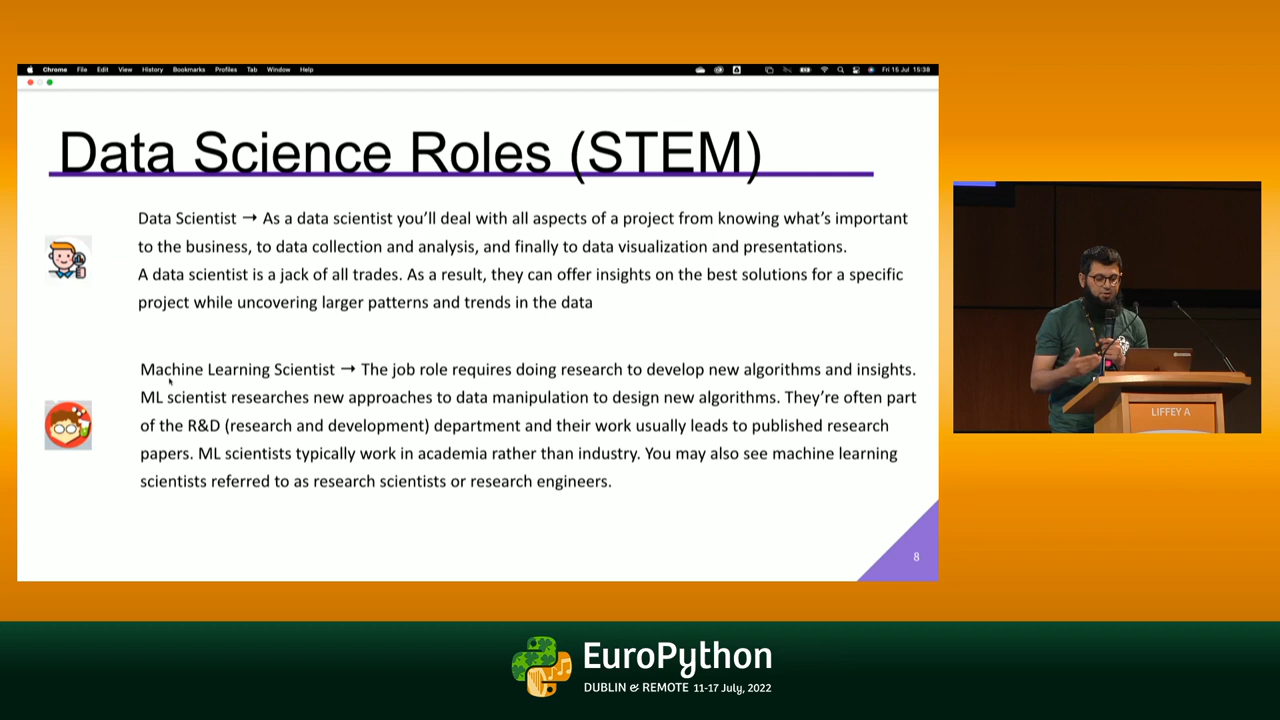 Chrome File Edit View History Bookmarks Profiles Tab Window Help Fri 15 Jul 15:38
Data Science Roles (STEM)
Data Scientist → As a data scientist you’ll deal with all aspects of a project from knowing what’s important
to the business, to data collection and analysis, and finally to data visualization and presentations.
A data scientist is a jack of all trades. As a result, they can offer insights on the best solutions for a specific
project while uncovering larger patterns and trends in the data
Machine Learning Scientist → The job role requires doing research to develop new algorithms and insights.
ML scientist researches new approaches to data manipulation to design new algorithms. They’re often part
of the R&D (research and development) department and their work usually leads to published research
papers. ML scientists typically work in academia rather than industry. You may also see machine learning
scientists referred to as research scientists or research engineers.
8
LIFFEY A
EuroPython
DUBLIN & REMOTE 11-17 July, 2022